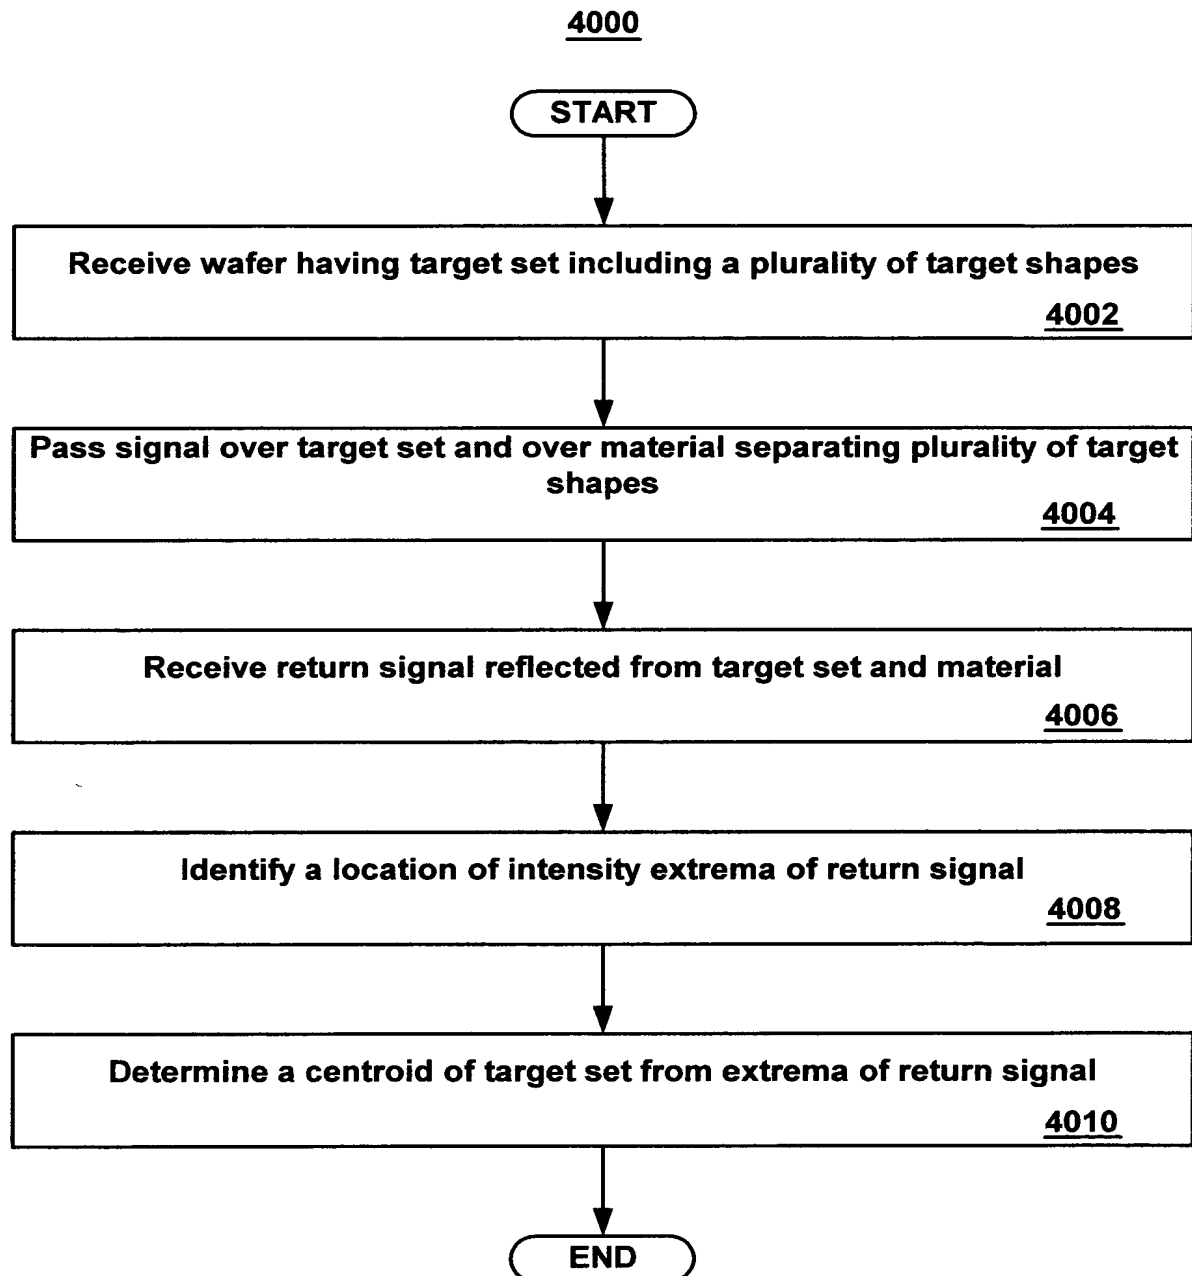 4000
START
Receive wafer having target set including a plurality of target shapes
4002
Pass signal over target set and over material separating plurality of target
shapes
4004
Receive return signal reflected from target set and material
4006
Identify a location of intensity extrema of return signal
4008
Determine a centroid of target set from extrema of return signal
4010
END